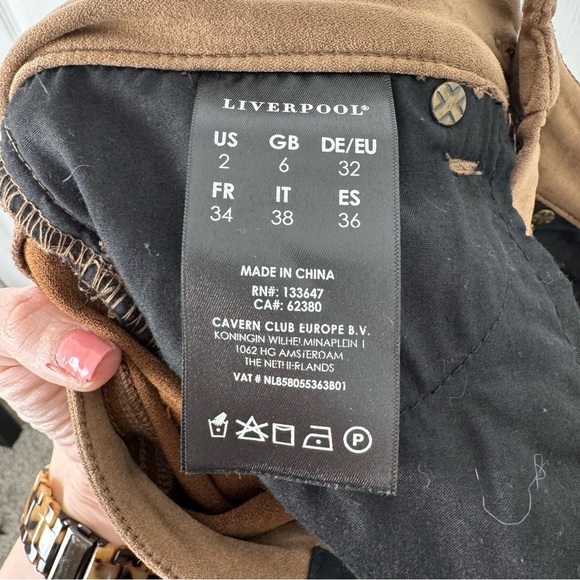 LIVERPOOL®
US GB DE/EU
2 6 32
FR IT ES
34 38 36
MADE IN CHINA
RN#: 133647
CA#: 62380
CAVERN CLUB EUROPE B.V.
KONINGIN WILHELMINAPLEIN 1
1062 HG AMSTERDAM
THE NETHERLANDS
VAT # NL858055363B01
P